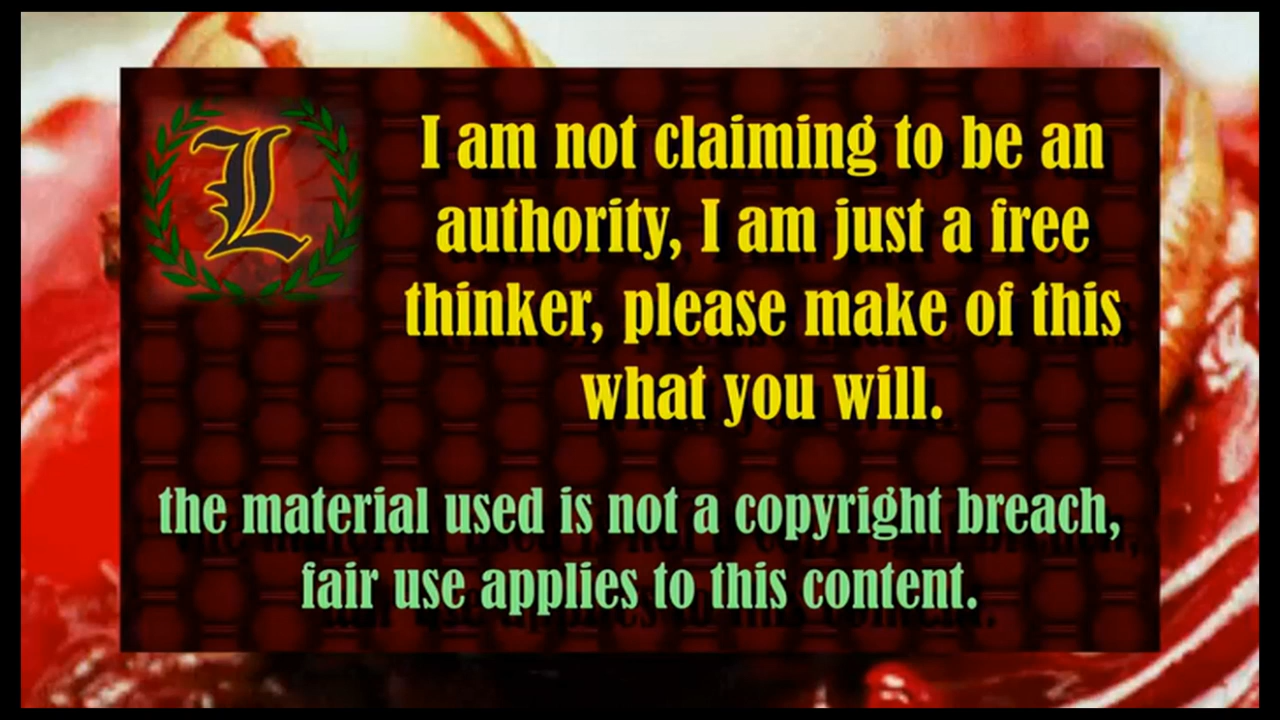 L
I am not claiming to be an
authority, I am just a free
thinker, please make of this
what you will.
the material used is not a copyright breach,
fair use applies to this content.